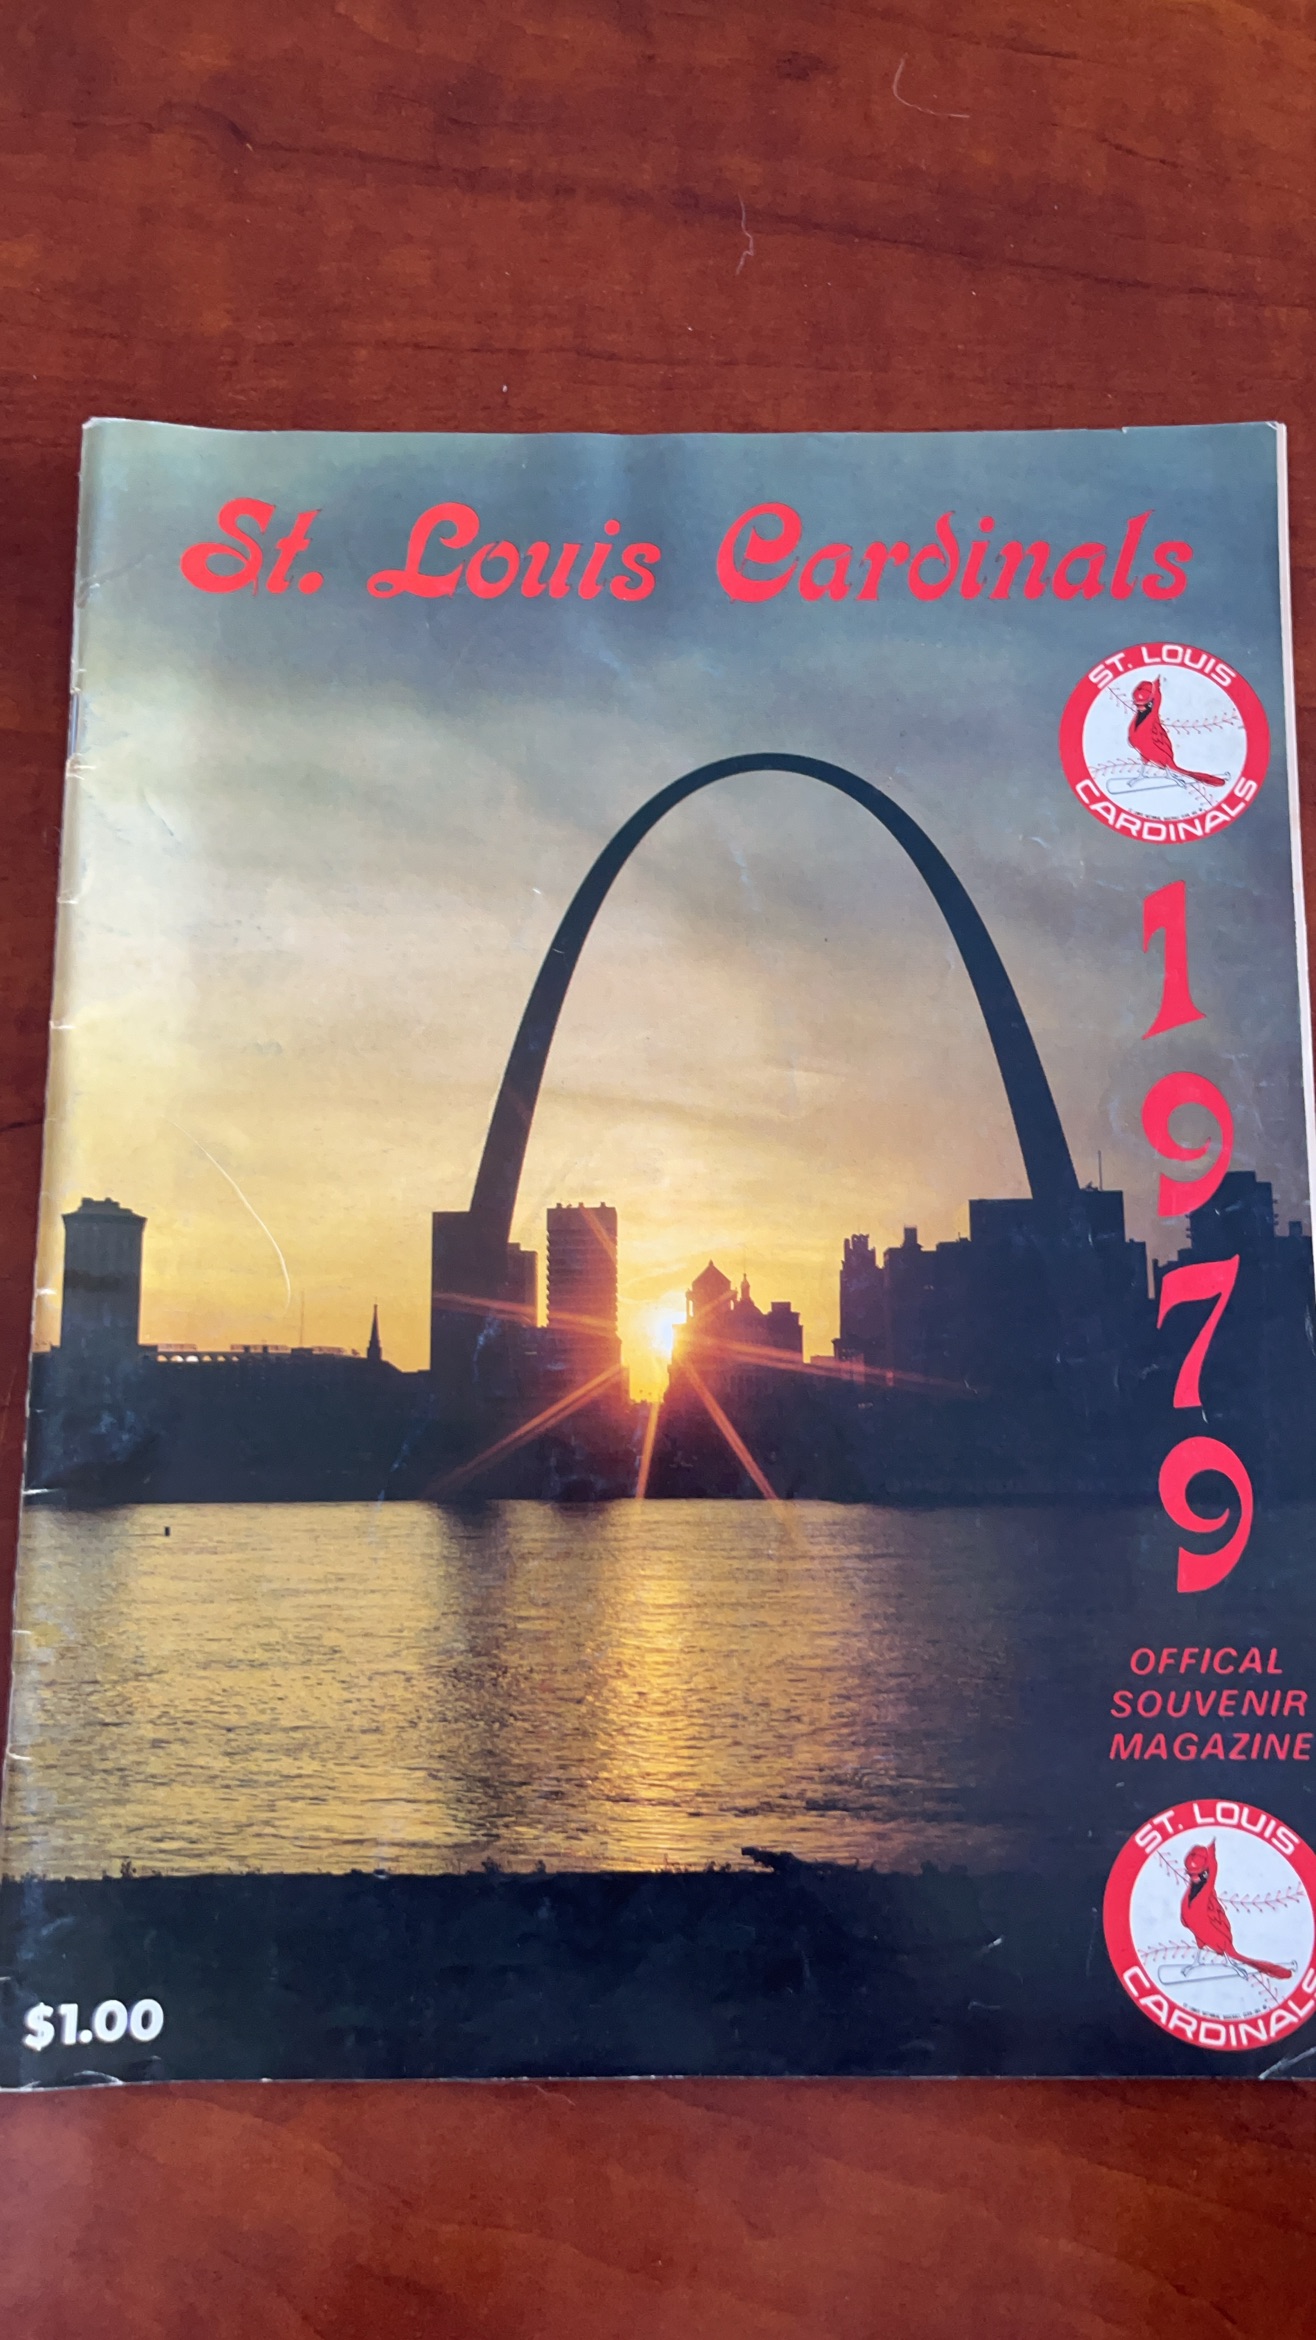 St. Louis Cardinals
ST. LOUIS
CARDINALS
1
9
7
9
OFFICAL
SOUVENIR
MAGAZINE
ST. LOUIS
CARDINALS
$1.00